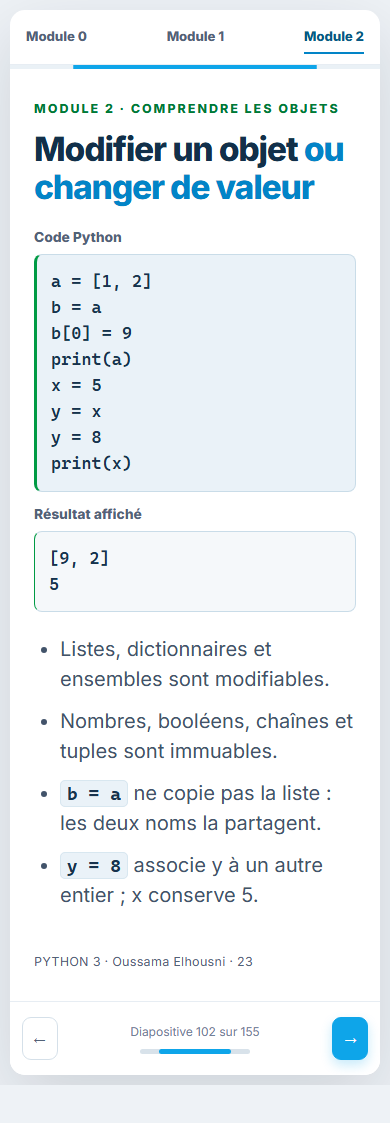 Module 0
Module 1
Module 2
MODULE 2 · COMPRENDRE LES OBJETS
Modifier un objet ou
changer de valeur
Code Python
a = [1, 2]
b = a
b[0] = 9
print(a)
x = 5
y = x
y = 8
print(x)
Résultat affiché
[9, 2]
5
• Listes, dictionnaires et
ensembles sont modifiables.
• Nombres, booléens, chaînes et
tuples sont immuables.
• b = a ne copie pas la liste :
les deux noms la partagent.
• y = 8 associe y à un autre
entier ; x conserve 5.
PYTHON 3 · Oussama Elhousni · 23
←
Diapositive 102 sur 155
→